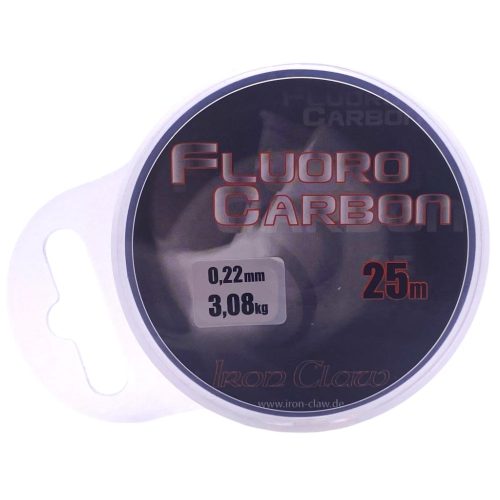 FLUORO
CARBON
FLUORO
CARBON
0,22mm
3,08kg
25m
Iron Claw
www.iron-claw.de